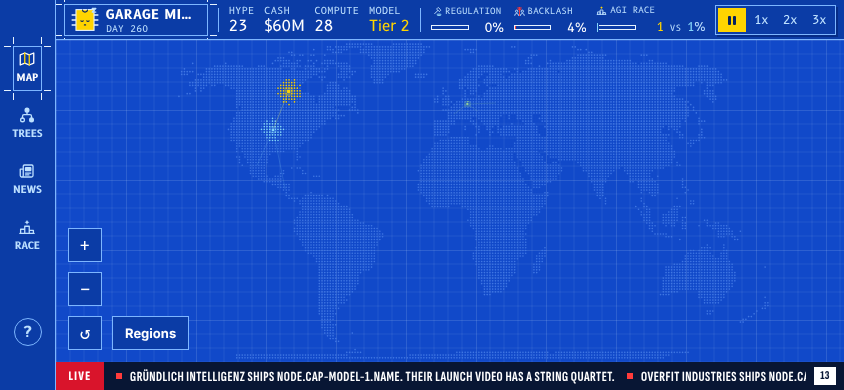 GARAGE MI...
DAY 260
HYPE
23
CASH
$60M
COMPUTE
28
MODEL
Tier 2
REGULATION
0%
BACKLASH
4%
AGI RACE
1 VS 1%
1x 2x 3x
MAP
TREES
NEWS
RACE
?
+
−
↺
Regions
LIVE
GRÜNDLICH INTELLIGENZ SHIPS NODE.CAP-MODEL-1.NAME. THEIR LAUNCH VIDEO HAS A STRING QUARTET. OVERFIT INDUSTRIES SHIPS NODE.CA
13